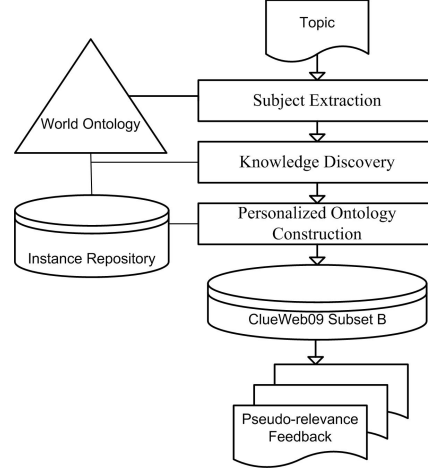 Topic
Subject Extraction
World Ontology
Knowledge Discovery
Personalized Ontology
Construction
Instance Repository
ClueWeb09 Subset B
Pseudo-relevance
Feedback